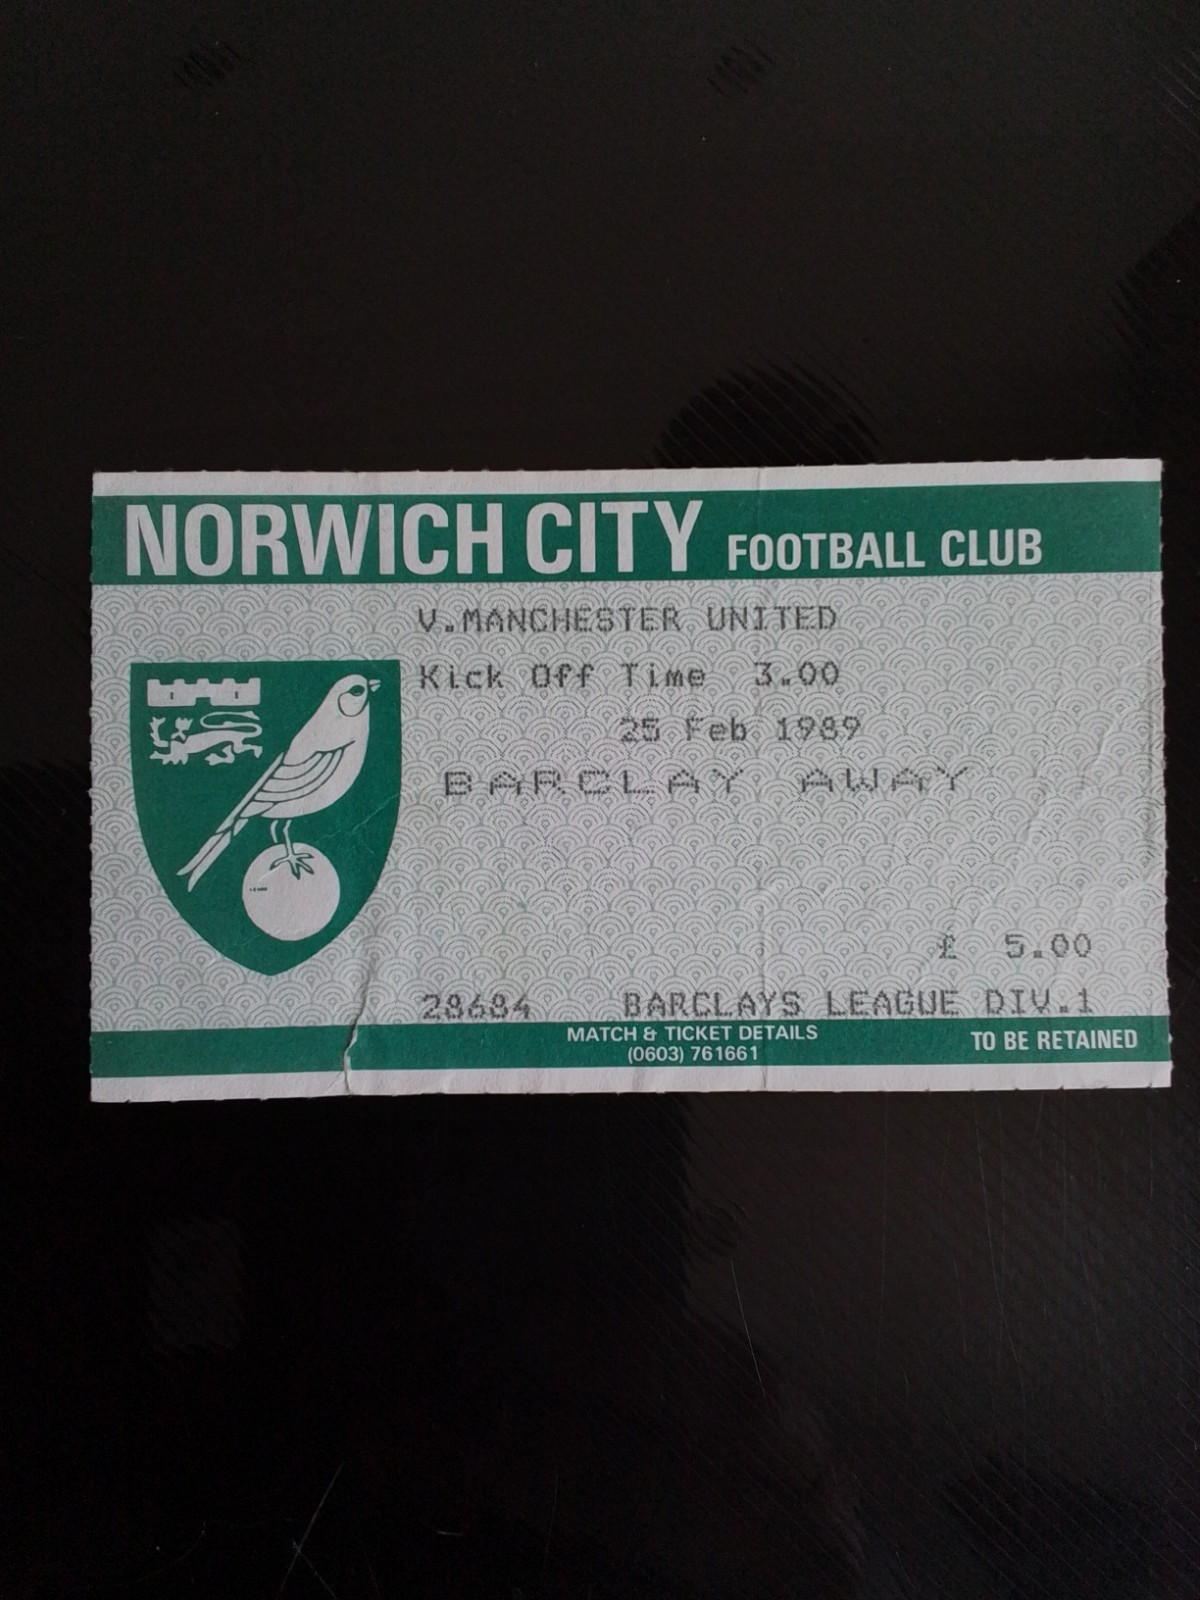 NORWICH CITY FOOTBALL CLUB
V.MANCHESTER UNITED
Kick Off Time 3.00
25 Feb 1989
BARCLAY AWAY
£ 5.00
28684 BARCLAYS LEAGUE DIV.1
MATCH & TICKET DETAILS
(0603) 761661
TO BE RETAINED